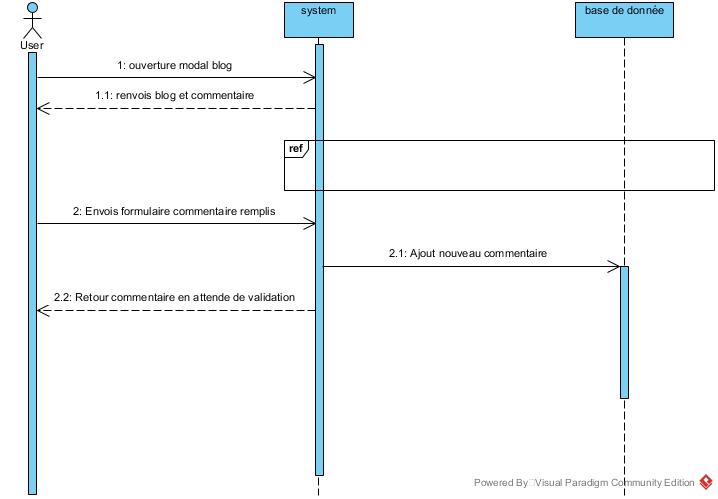 system
base de donnée
User
1: ouverture modal blog
1.1: renvois blog et commentaire
ref
2: Envois formulaire commentaire remplis
2.1: Ajout nouveau commentaire
2.2: Retour commentaire en attende de validation
Powered By Visual Paradigm Community Edition